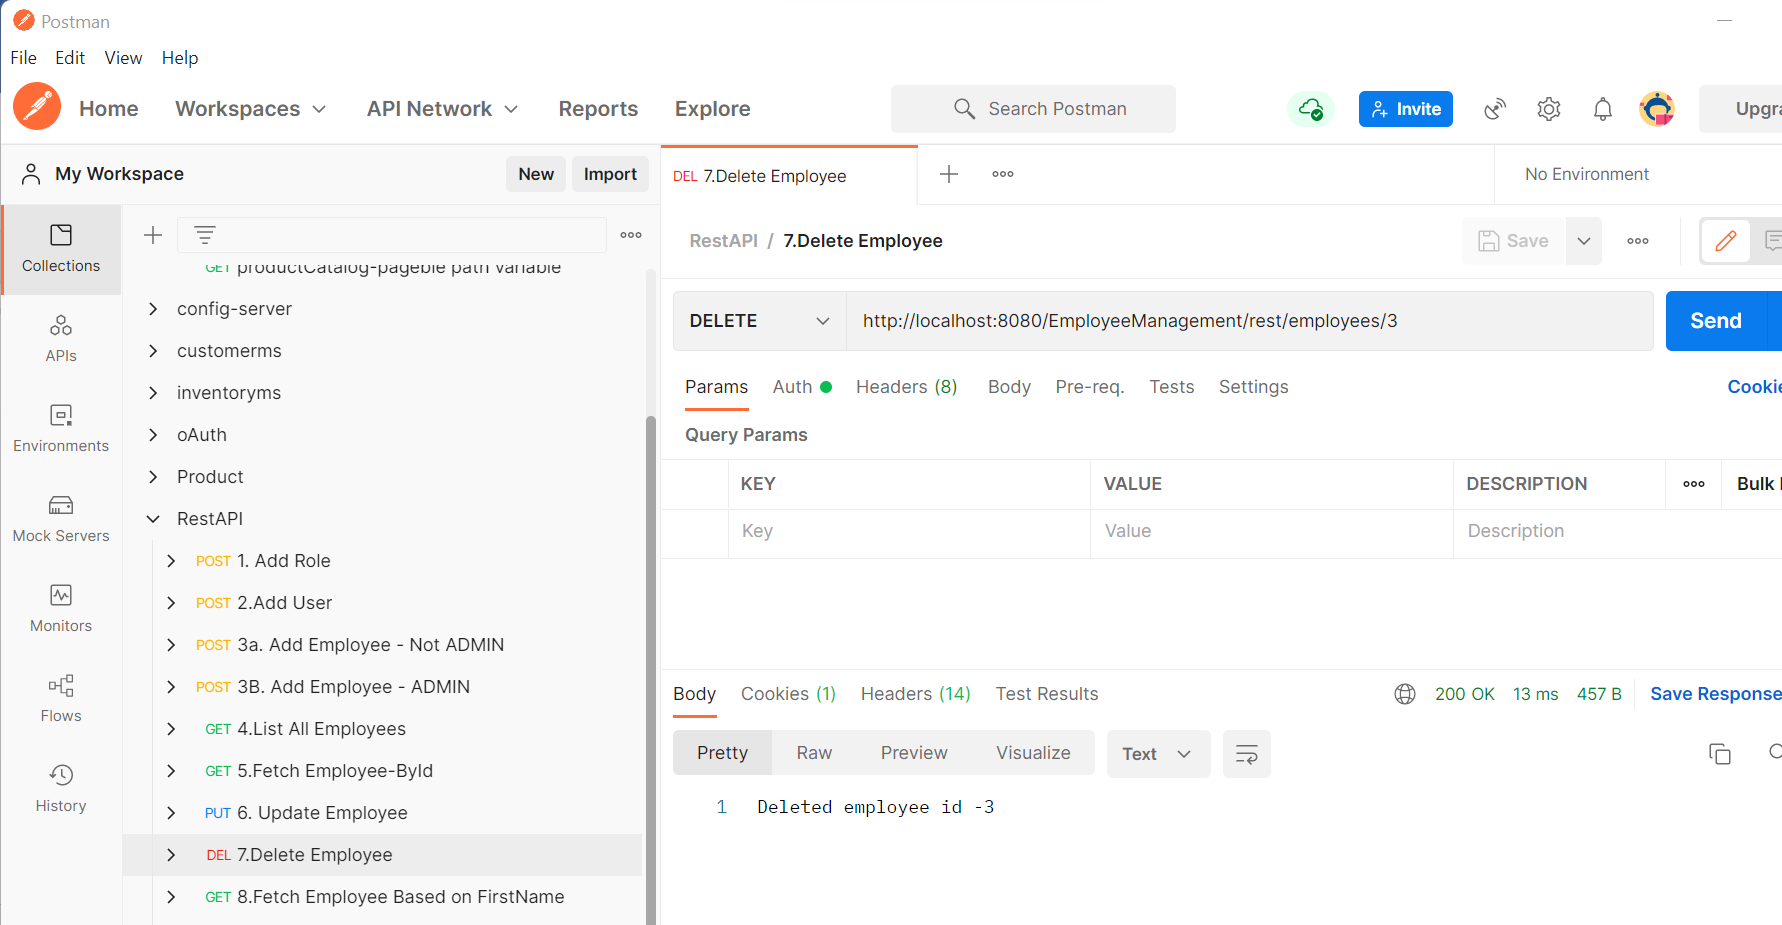 Postman
File Edit View Help
Home Workspaces API Network Reports Explore Search Postman Invite Upgra
My Workspace New Import DEL 7.Delete Employee No Environment
RestAPI / 7.Delete Employee Save
Collections
APIs
Environments
Mock Servers
Monitors
Flows
History
GET productCatalog-pageble path variable
config-server
customerms
inventoryms
oAuth
Product
RestAPI
POST 1. Add Role
POST 2.Add User
POST 3a. Add Employee - Not ADMIN
POST 3B. Add Employee - ADMIN
GET 4.List All Employees
GET 5.Fetch Employee-ById
PUT 6. Update Employee
DEL 7.Delete Employee
GET 8.Fetch Employee Based on FirstName
DELETE http://localhost:8080/EmployeeManagement/rest/employees/3 Send
Params Auth Headers (8) Body Pre-req. Tests Settings Cookie
Query Params
KEY VALUE DESCRIPTION Bulk
Key Value Description
Body Cookies (1) Headers (14) Test Results 200 OK 13 ms 457 B Save Response
Pretty Raw Preview Visualize Text
1 Deleted employee id -3